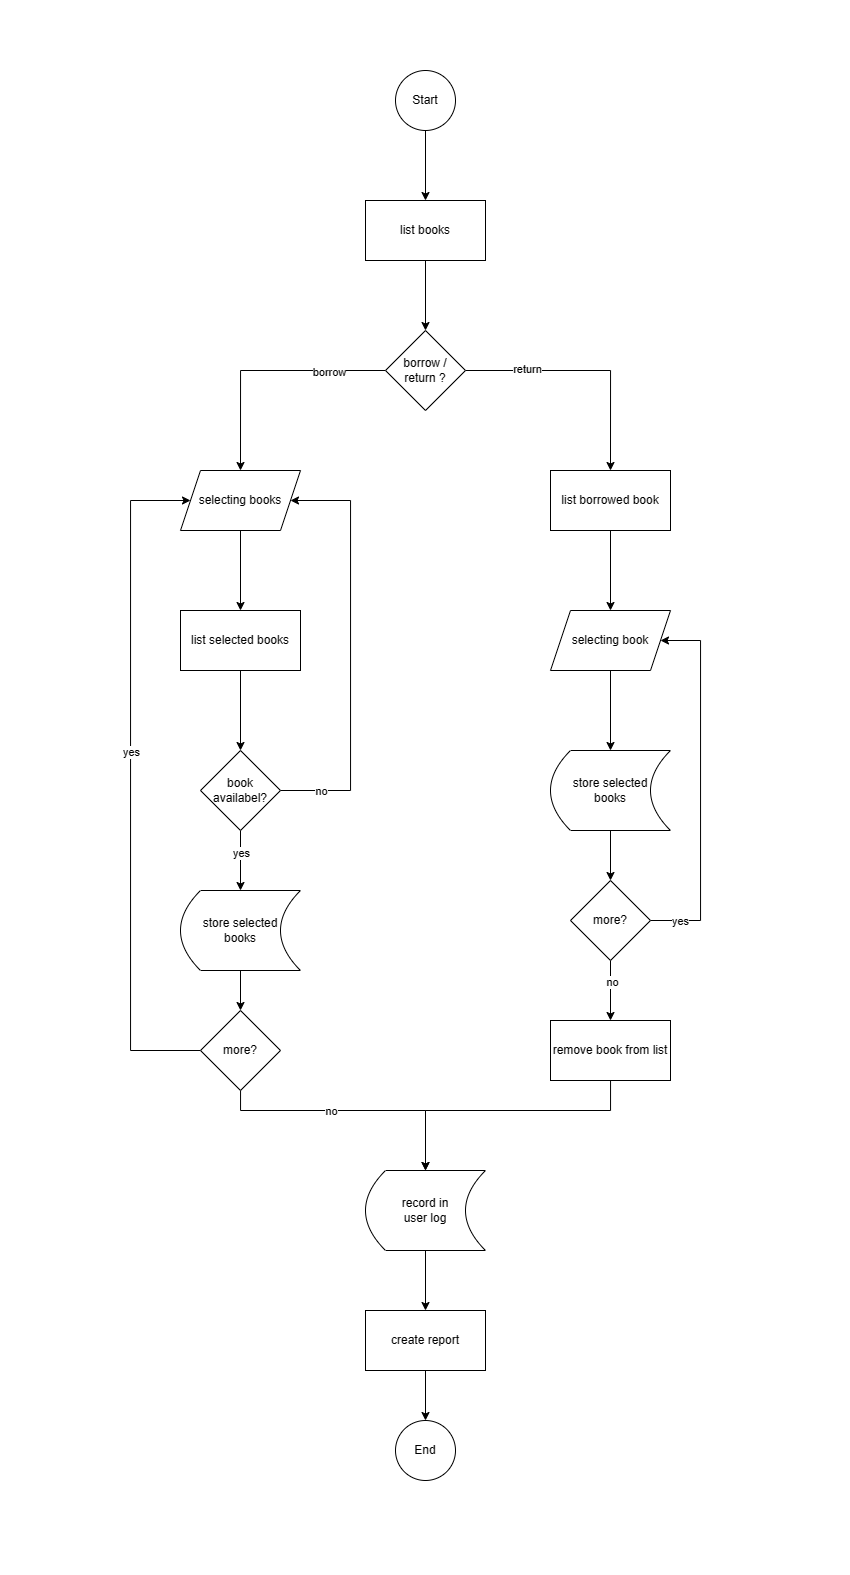 Start
list books
borrow /
return ?
borrow
return
selecting books
list borrowed book
list selected books
selecting book
yes
book
availabel?
no
store selected
books
yes
store selected
books
more?
yes
no
more?
remove book from list
no
record in
user log
create report
End